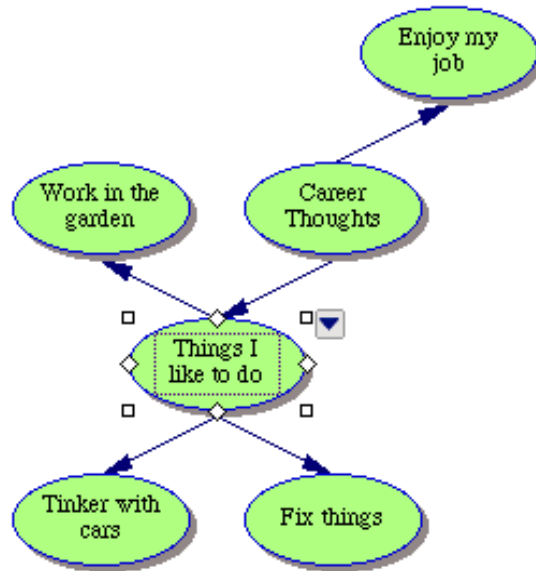 Enjoy my
job
Work in the
garden
Career
Thoughts
Things I
like to do
Tinker with
cars
Fix things